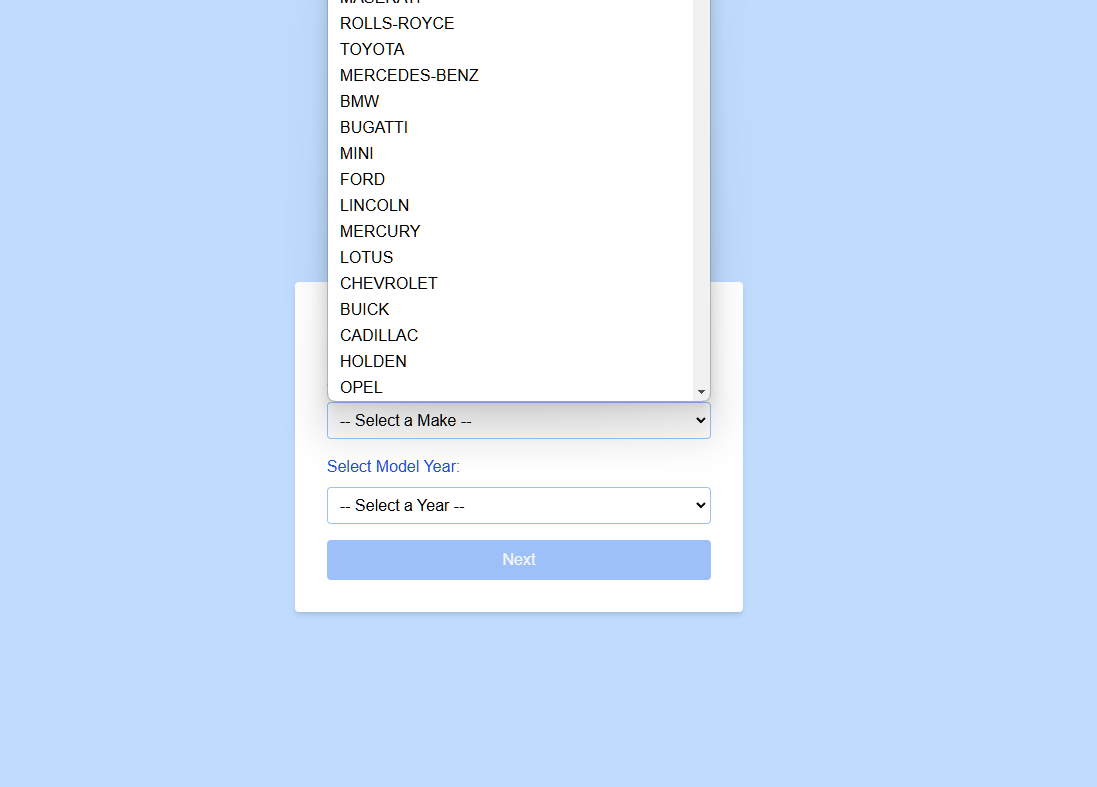 MASERATI
ROLLS-ROYCE
TOYOTA
MERCEDES-BENZ
BMW
BUGATTI
MINI
FORD
LINCOLN
MERCURY
LOTUS
CHEVROLET
BUICK
CADILLAC
HOLDEN
OPEL
-- Select a Make --
Select Model Year:
-- Select a Year --
Next